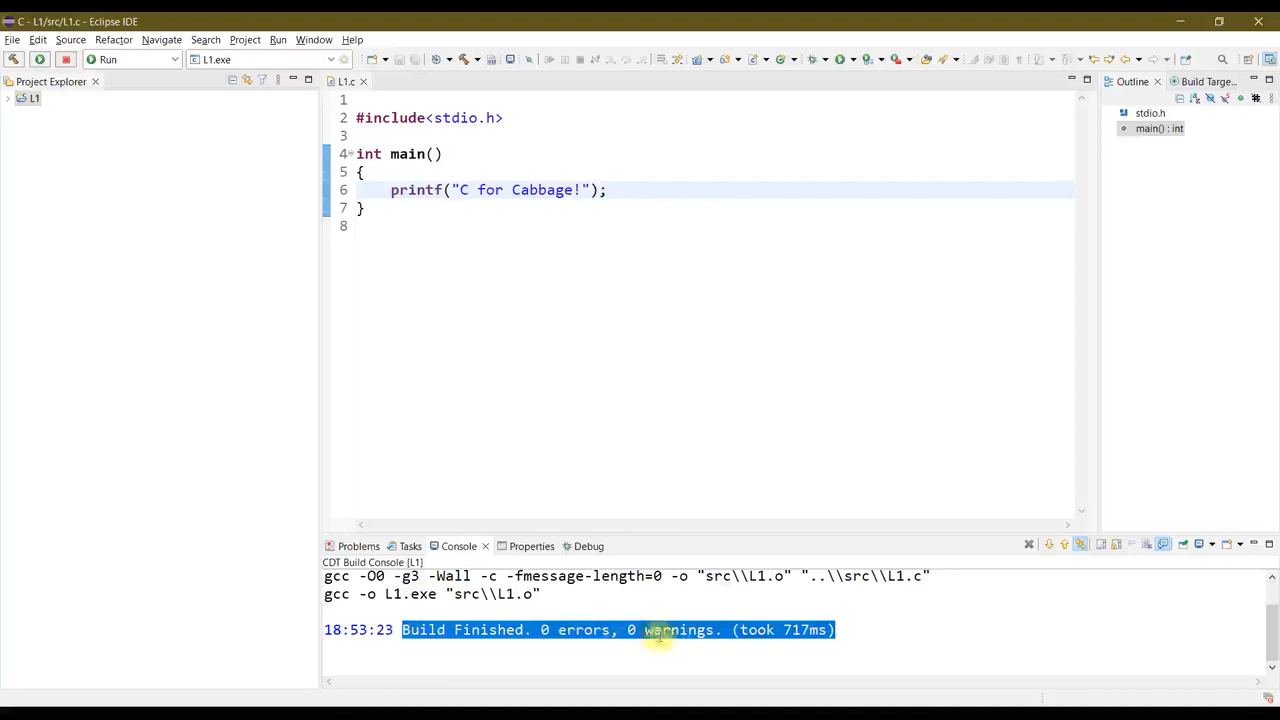 C - L1/src/L1.c - Eclipse IDE
File Edit Source Refactor Navigate Search Project Run Window Help
Run L1.exe
Project Explorer
L1
L1.c
1
2 #include<stdio.h>
3
4 int main()
5 {
6 printf("C for Cabbage!");
7 }
8
Outline Build Targe...
stdio.h
main() : int
Problems Tasks Console Properties Debug
CDT Build Console [L1]
gcc -O0 -g3 -Wall -c -fmessage-length=0 -o "src\\L1.o" "..\\src\\L1.c"
gcc -o L1.exe "src\\L1.o"
18:53:23 Build Finished. 0 errors, 0 warnings. (took 717ms)